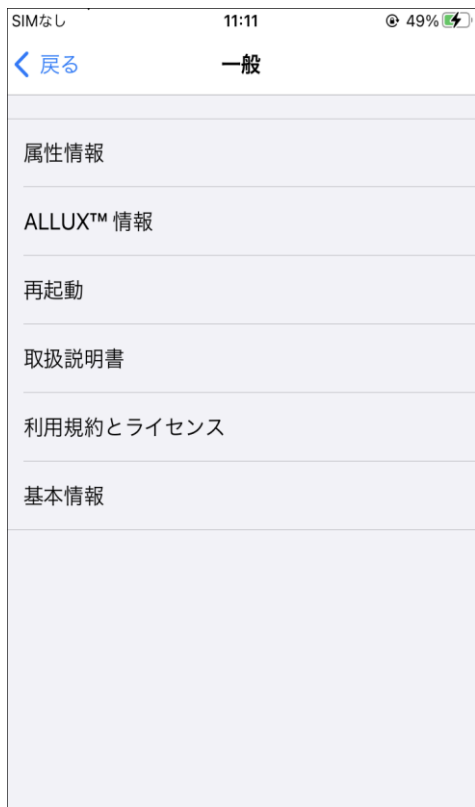 SIMなし 11:11 49%
戻る 一般
属性情報
ALLUX™ 情報
再起動
取扱説明書
利用規約とライセンス
基本情報